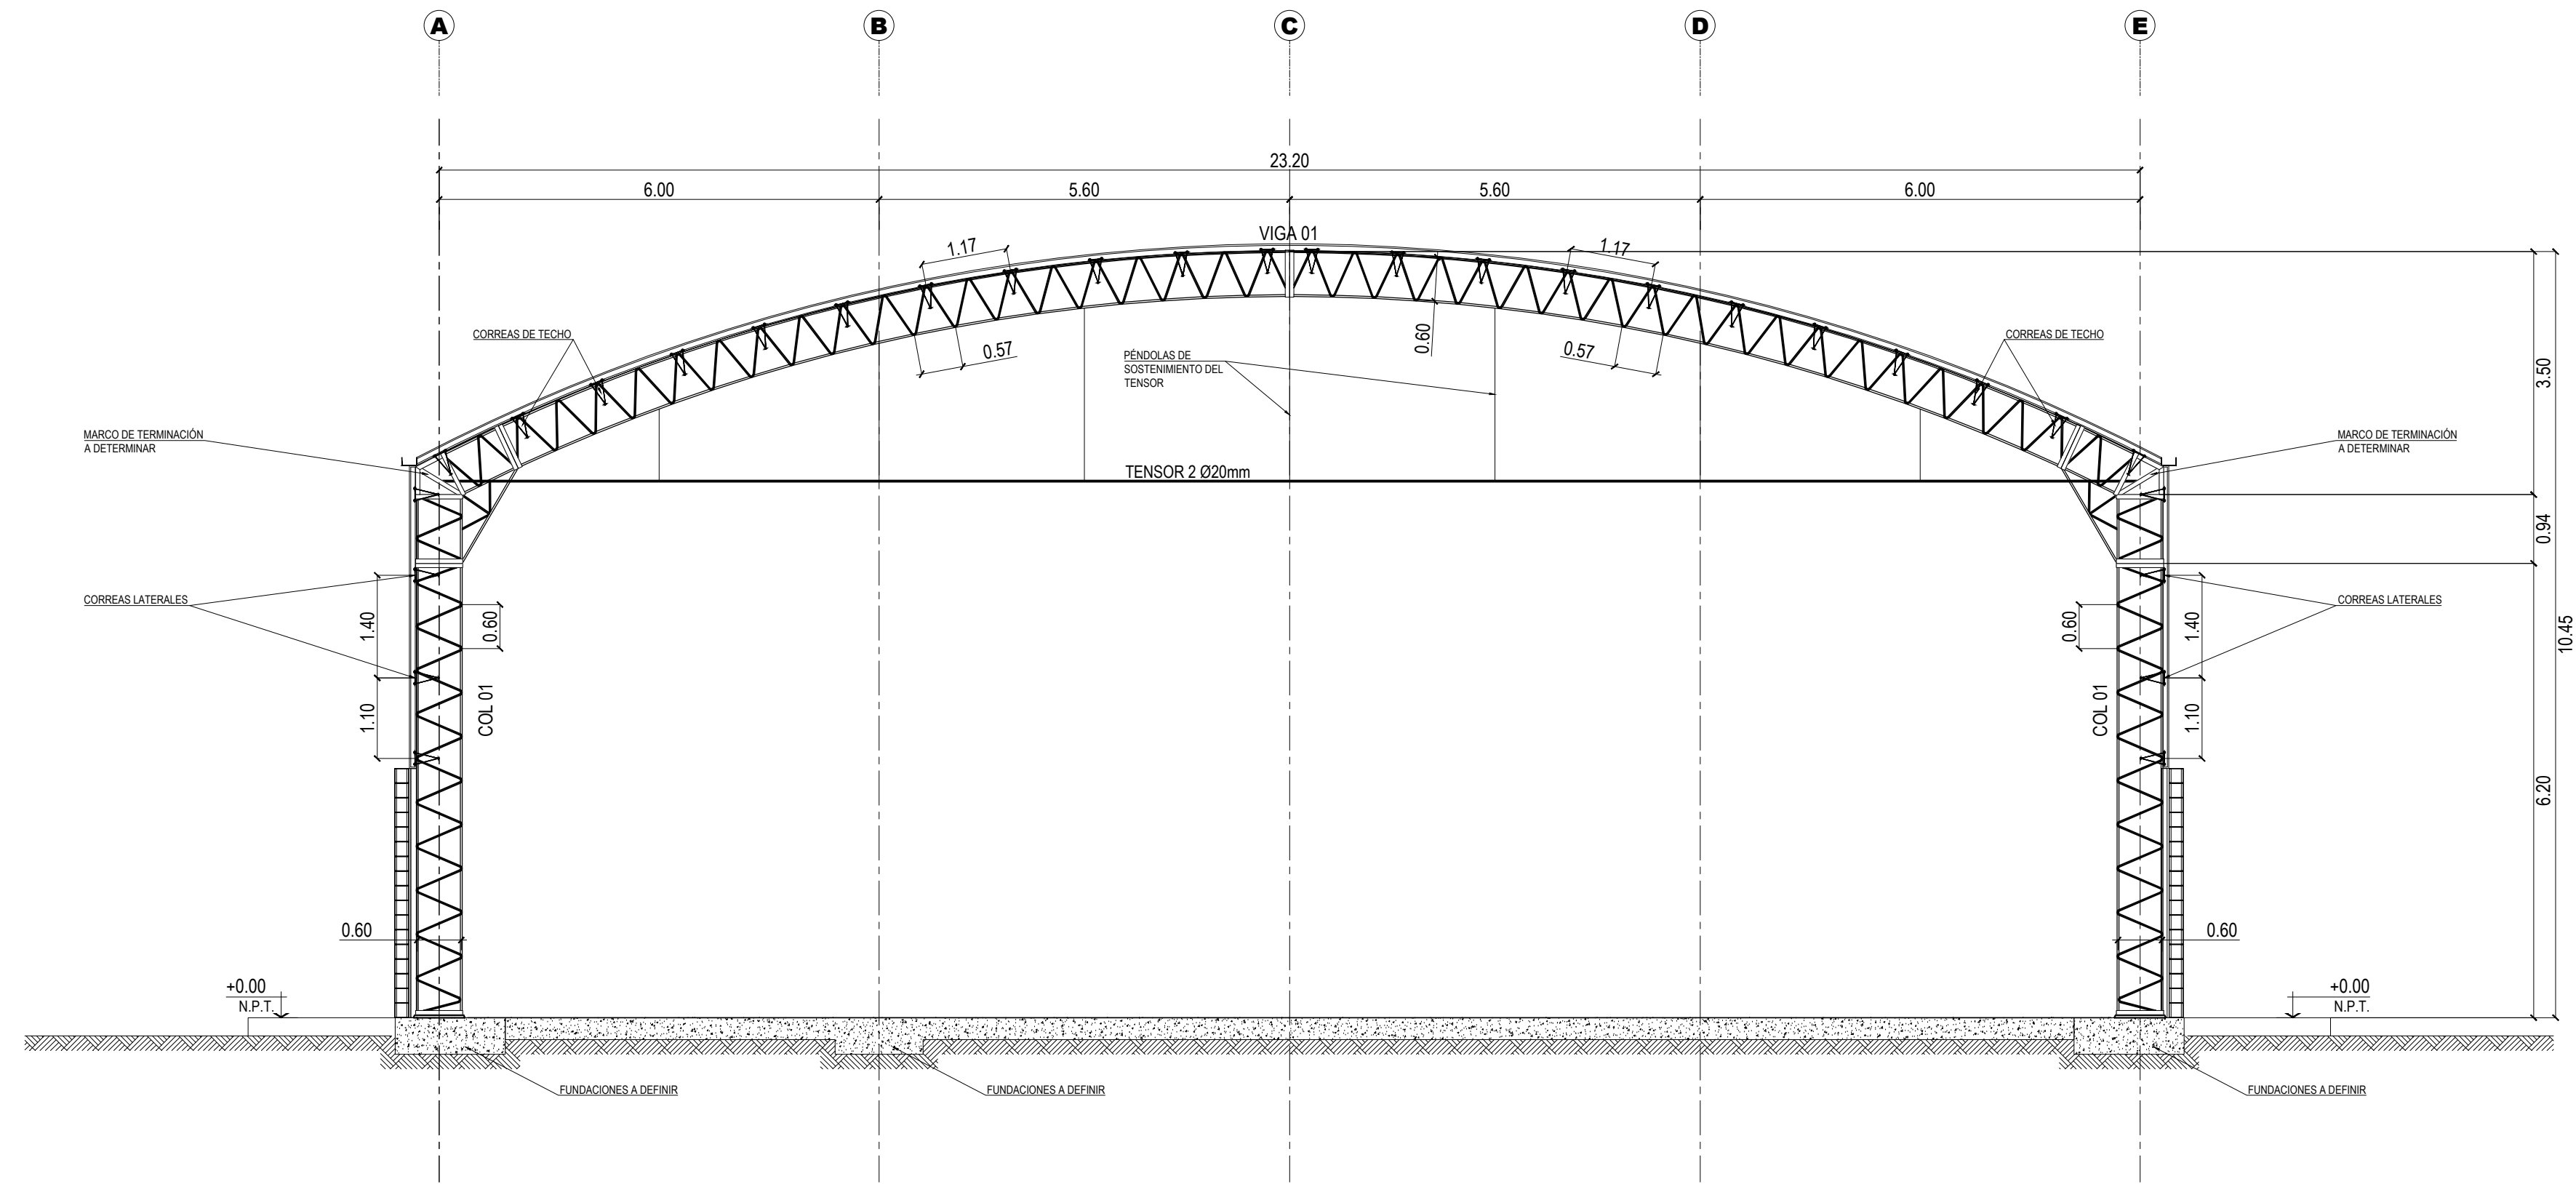 A
B
C
D
E
23.20
6.00
5.60
5.60
6.00
VIGA 01
1.17
1.17
CORREAS DE TECHO
0.57
PÉNDOLAS DE
SOSTENIMIENTO DEL
TENSOR
0.60
0.57
CORREAS DE TECHO
3.50
MARCO DE TERMINACIÓN
A DETERMINAR
TENSOR 2 Ø20mm
MARCO DE TERMINACIÓN
A DETERMINAR
0.94
CORREAS LATERALES
1.40
0.60
0.60
1.40
CORREAS LATERALES
10.45
1.10
COL 01
COL 01
1.10
6.20
0.60
0.60
+0.00
N.P.T.
+0.00
N.P.T.
FUNDACIONES A DEFINIR
FUNDACIONES A DEFINIR
FUNDACIONES A DEFINIR